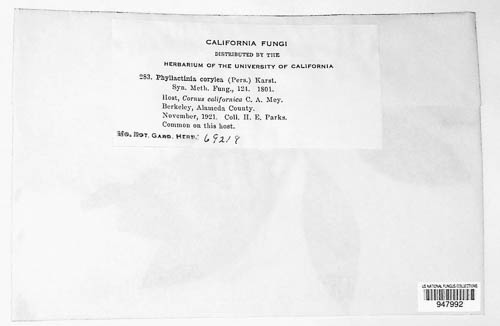 CALIFORNIA FUNGI
DISTRIBUTED BY THE
HERBARIUM OF THE UNIVERSITY OF CALIFORNIA
283. Phyllactinia corylea (Pers.) Karst.
Syn. Meth. Fung., 124. 1801.
Host, Cornus californica C. A. Mey.
Berkeley, Alameda County.
November, 1921. Coll. H. E. Parks.
Common on this host.
Mo. Bot. Gard. Herb. 69219
US NATIONAL FUNGUS COLLECTIONS
947992